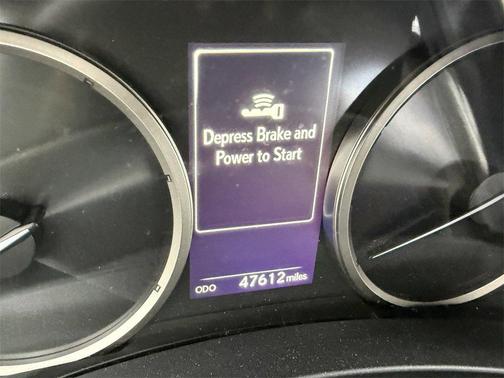 Depress Brake and
Power to Start
ODO 47612 miles